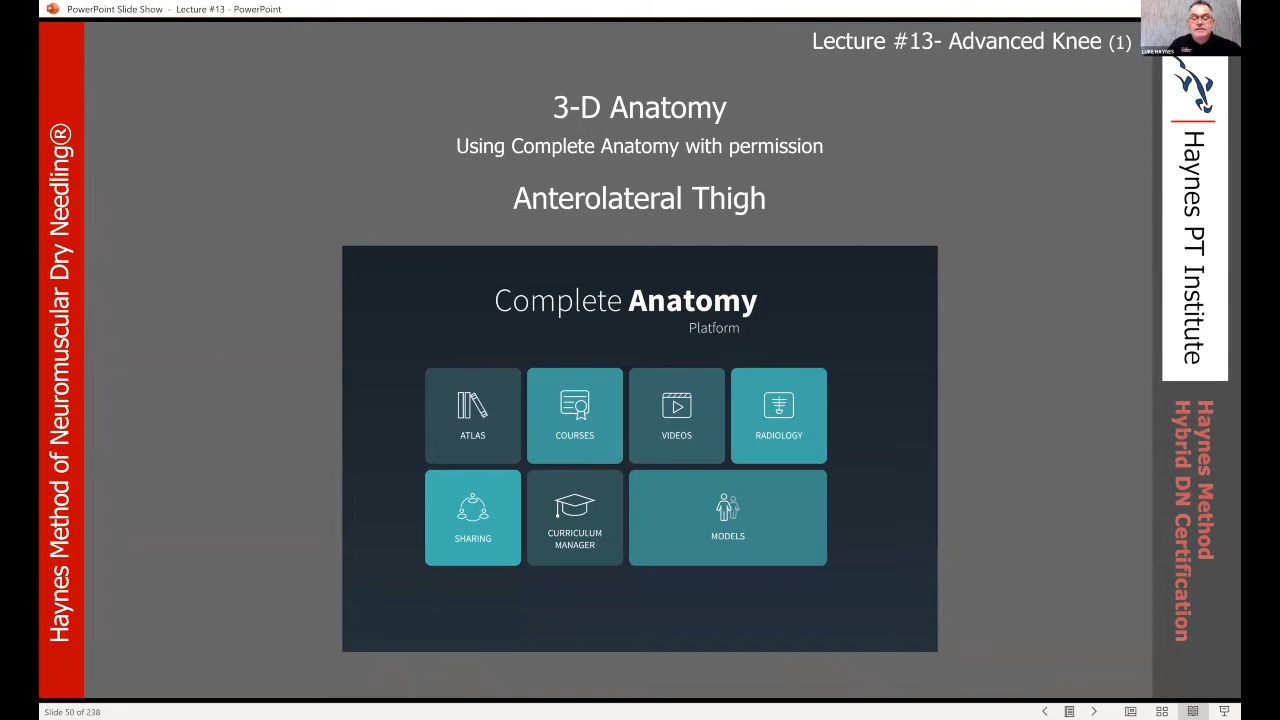 PowerPoint Slide Show - Lecture #13 - PowerPoint
LUKE HAYNES
Lecture #13- Advanced Knee (1)
3-D Anatomy
Using Complete Anatomy with permission
Anterolateral Thigh
Complete Anatomy
Platform
ATLAS
COURSES
VIDEOS
RADIOLOGY
SHARING
CURRICULUM
MANAGER
MODELS
Haynes Method of Neuromuscular Dry Needling®
Haynes PT Institute
Haynes Method
Hybrid DN Certification
Slide 50 of 238